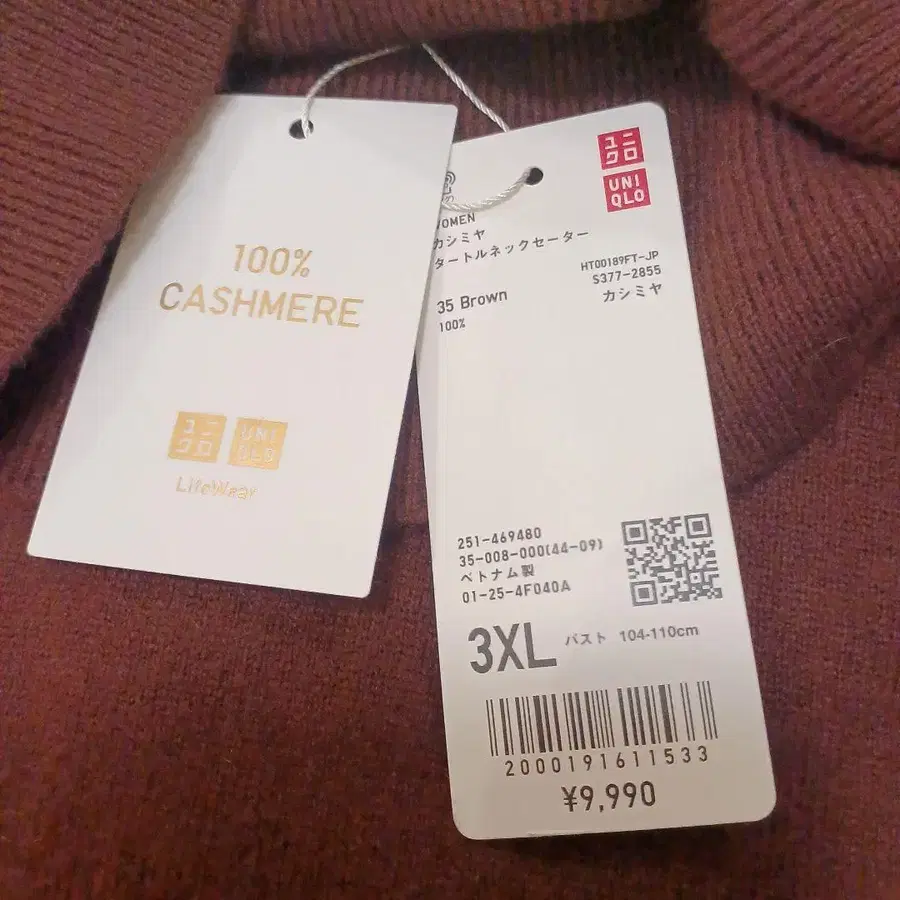 100%
CASHMERE
ユニ
クロ
UNI
QLO
LifeWear
ユニ
クロ
UNI
QLO
WOMEN
カシミヤ
タートルネックセーター
HT00189FT-JP
S377-2855
35 Brown
カシミヤ
100%
251-469480
35-008-000(44-09)
ベトナム製
01-25-4F040A
3XL バスト 104-110cm
2000191611533
¥9,990